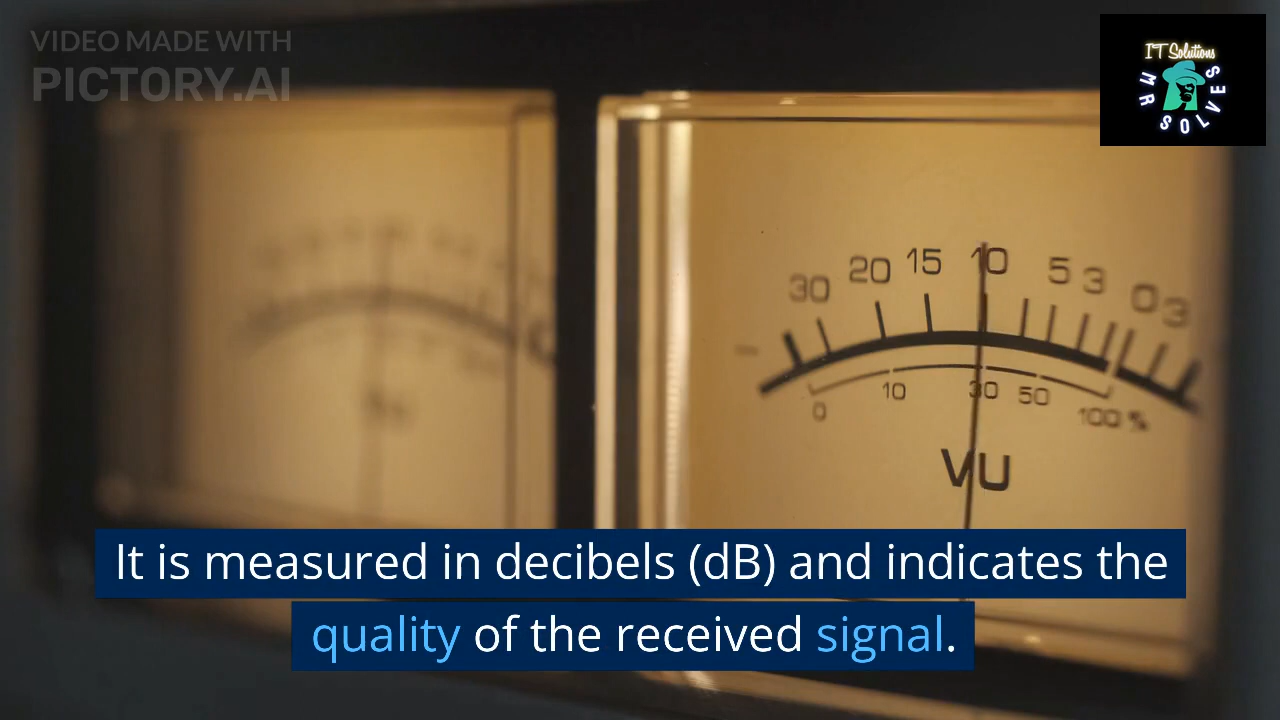 VIDEO MADE WITH
PICTORY.AI
IT Solutions
MR SOLVES
30 20 15 10 5 3 0 3
0 10 30 50 100 %
VU
It is measured in decibels (dB) and indicates the
quality of the received signal.